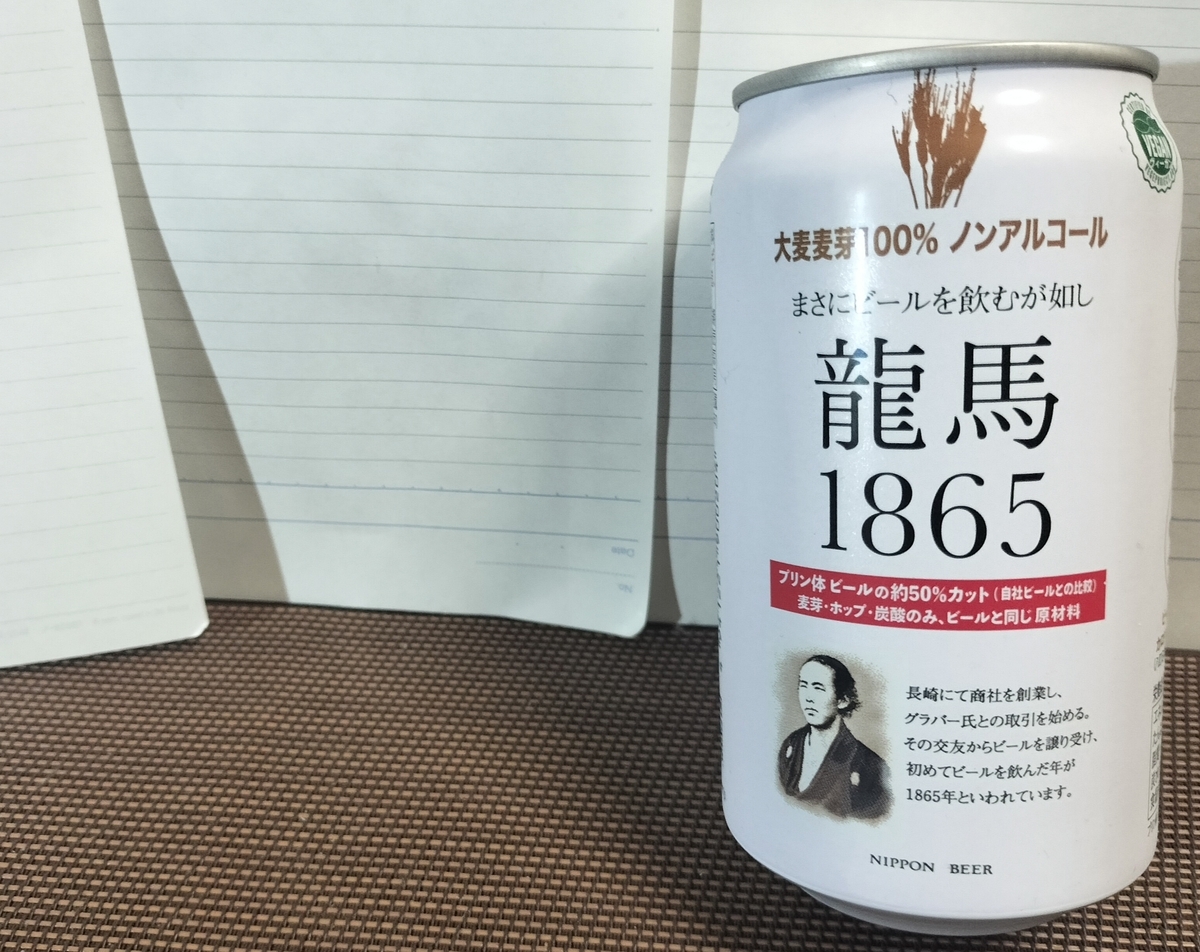 大麦麦芽100% ノンアルコール
まさにビールを飲むが如し
龍馬
1865
プリン体 ビールの約50%カット(自社ビールとの比較)
麦芽・ホップ・炭酸のみ、ビールと同じ原材料
長崎にて商社を創業し、
グラバー氏との取引を始める。
その交友からビールを譲り受け、
初めてビールを飲んだ年が
1865年といわれています。
NIPPON BEER
VEGAN
Date
No.